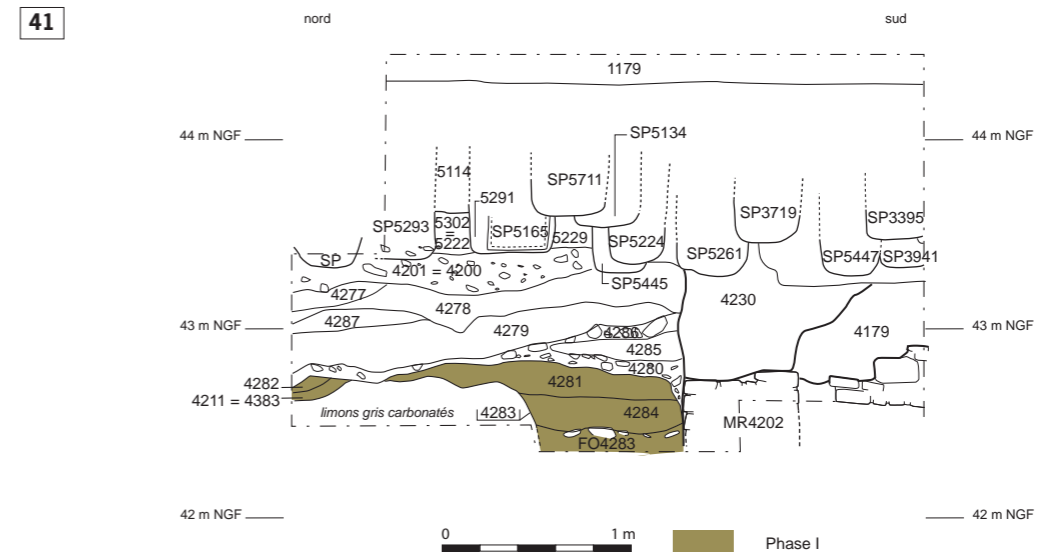 41
nord
sud
1179
44 m NGF
44 m NGF
SP5134
5114
SP5711
5291
SP5293
5302
=
5222
SP5165
5229
SP5224
SP3719
SP3395
SP
SP5261
SP5447
SP3941
4201 = 4200
SP5445
4277
4278
4230
4287
43 m NGF
43 m NGF
4279
4286
4179
4285
4280
4282
4281
4211 = 4383
limons gris carbonatés
4283
4284
MR4202
FO4283
42 m NGF
42 m NGF
0
1 m
Phase I